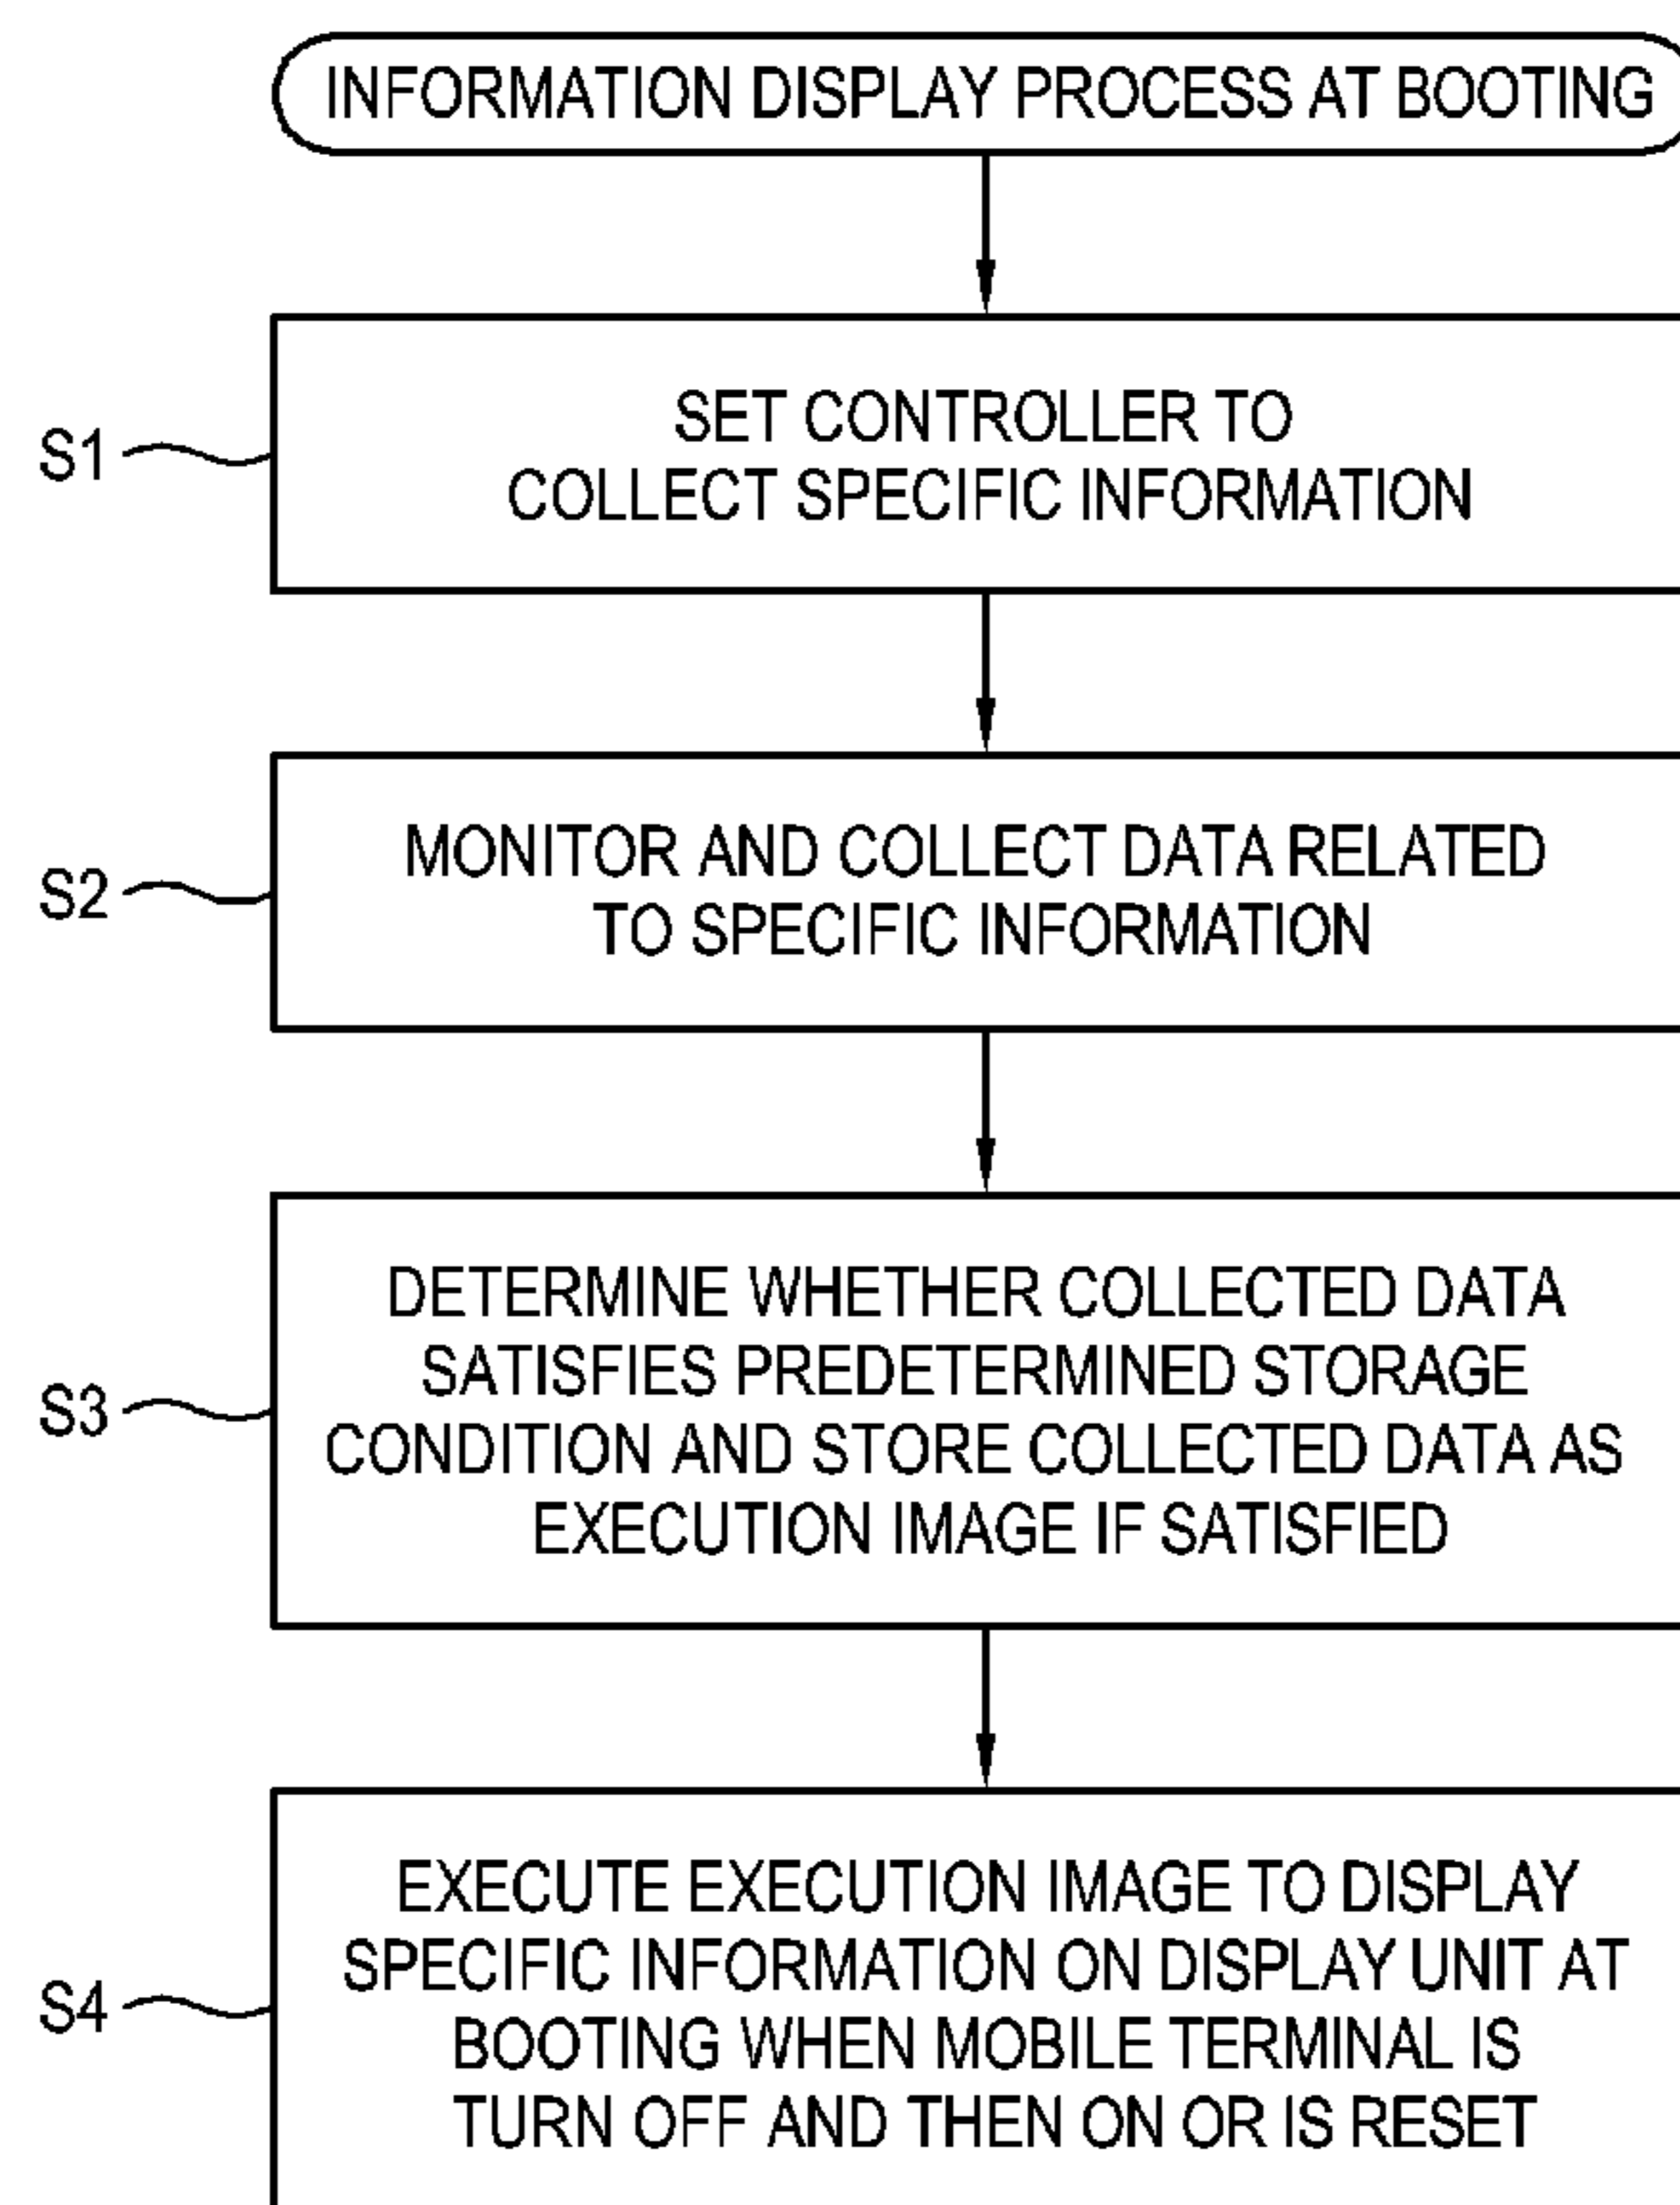 INFORMATION DISPLAY PROCESS AT BOOTING
S1
SET CONTROLLER TO
COLLECT SPECIFIC INFORMATION
S2
MONITOR AND COLLECT DATA RELATED
TO SPECIFIC INFORMATION
S3
DETERMINE WHETHER COLLECTED DATA
SATISFIES PREDETERMINED STORAGE
CONDITION AND STORE COLLECTED DATA AS
EXECUTION IMAGE IF SATISFIED
S4
EXECUTE EXECUTION IMAGE TO DISPLAY
SPECIFIC INFORMATION ON DISPLAY UNIT AT
BOOTING WHEN MOBILE TERMINAL IS
TURN OFF AND THEN ON OR IS RESET